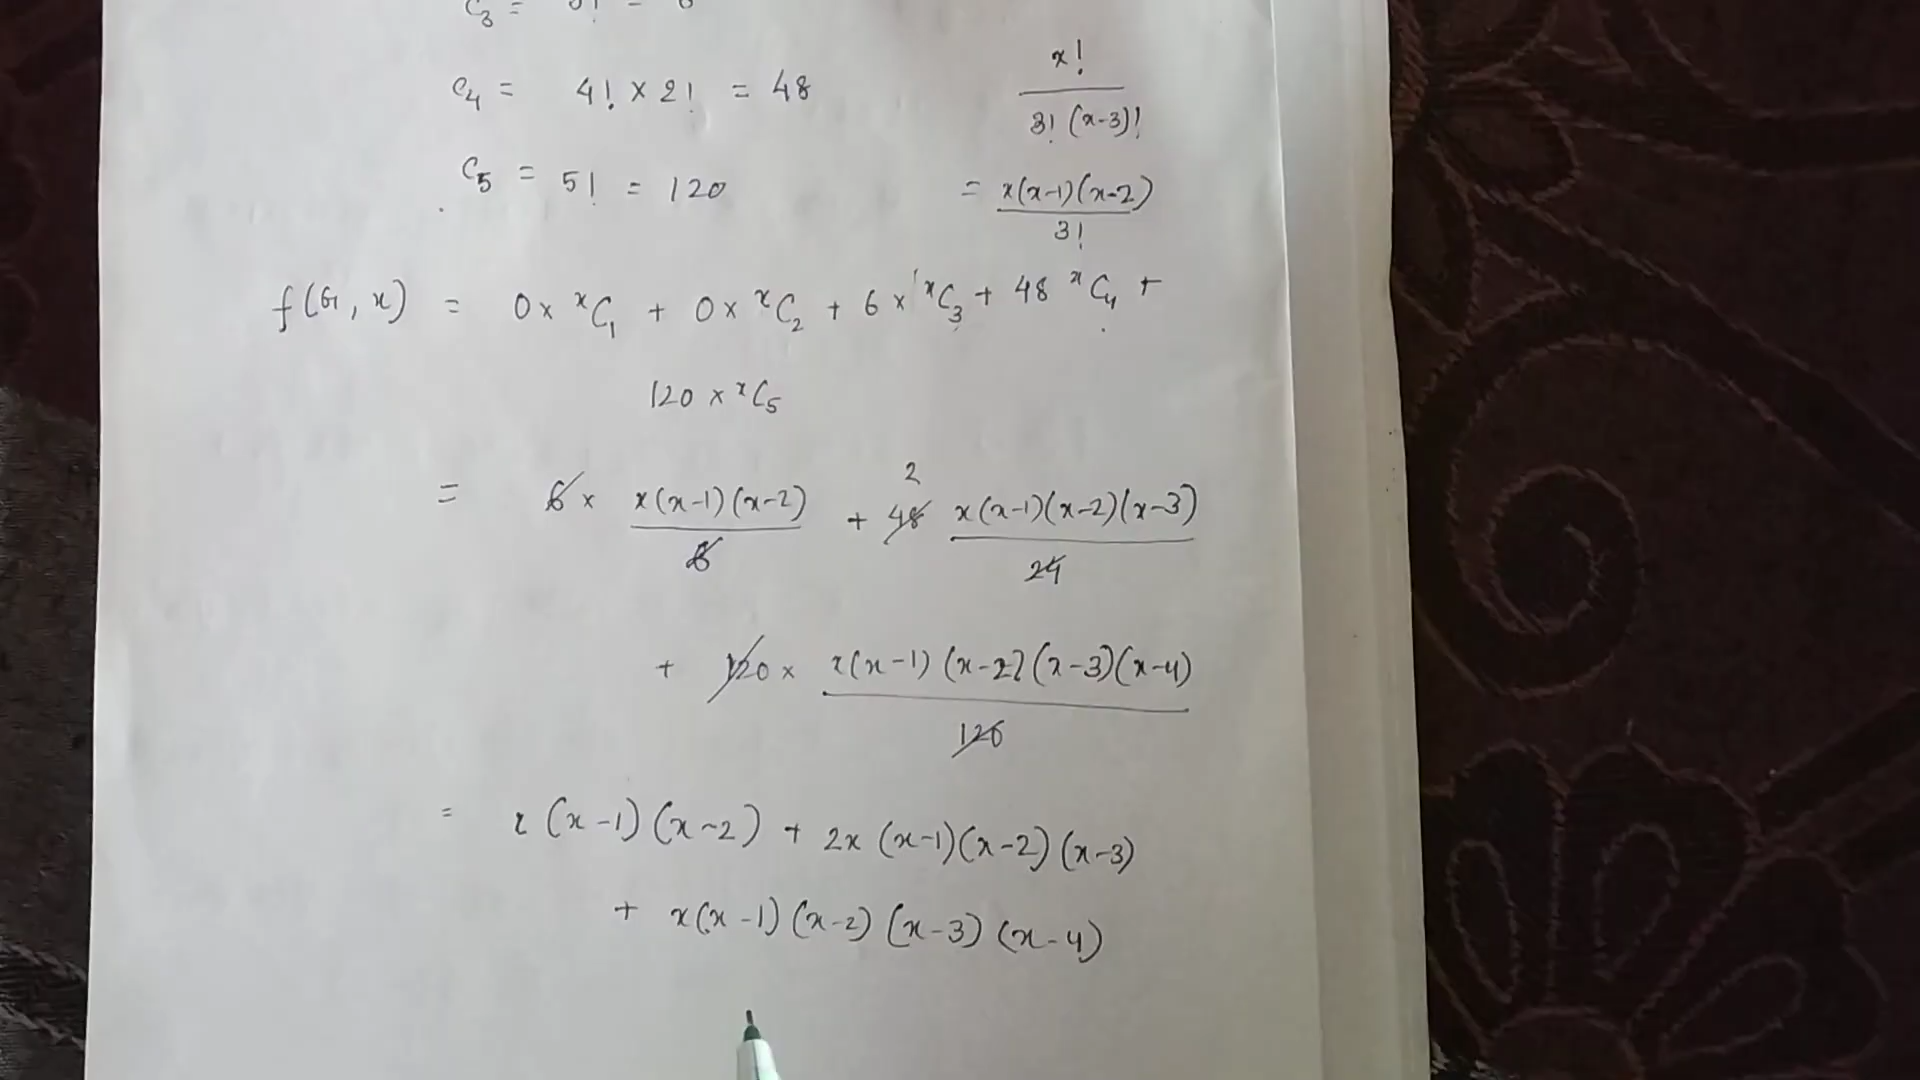 C₄ = 4! × 2! = 48
C₅ = 5! = 120
x!
3! (x-3)!
= x(x-1)(x-2)
3!
f(G, x) = 0 × ˣC₁ + 0 × ˣC₂ + 6 × ˣC₃ + 48 ˣC₄ +
120 × ˣC₅
2
= 6 × x(x-1)(x-2) + 48 x(x-1)(x-2)(x-3)
6 24
+ 120 × x(x-1)(x-2)(x-3)(x-4)
120
= x(x-1)(x-2) + 2x(x-1)(x-2)(x-3)
+ x(x-1)(x-2)(x-3)(x-4)